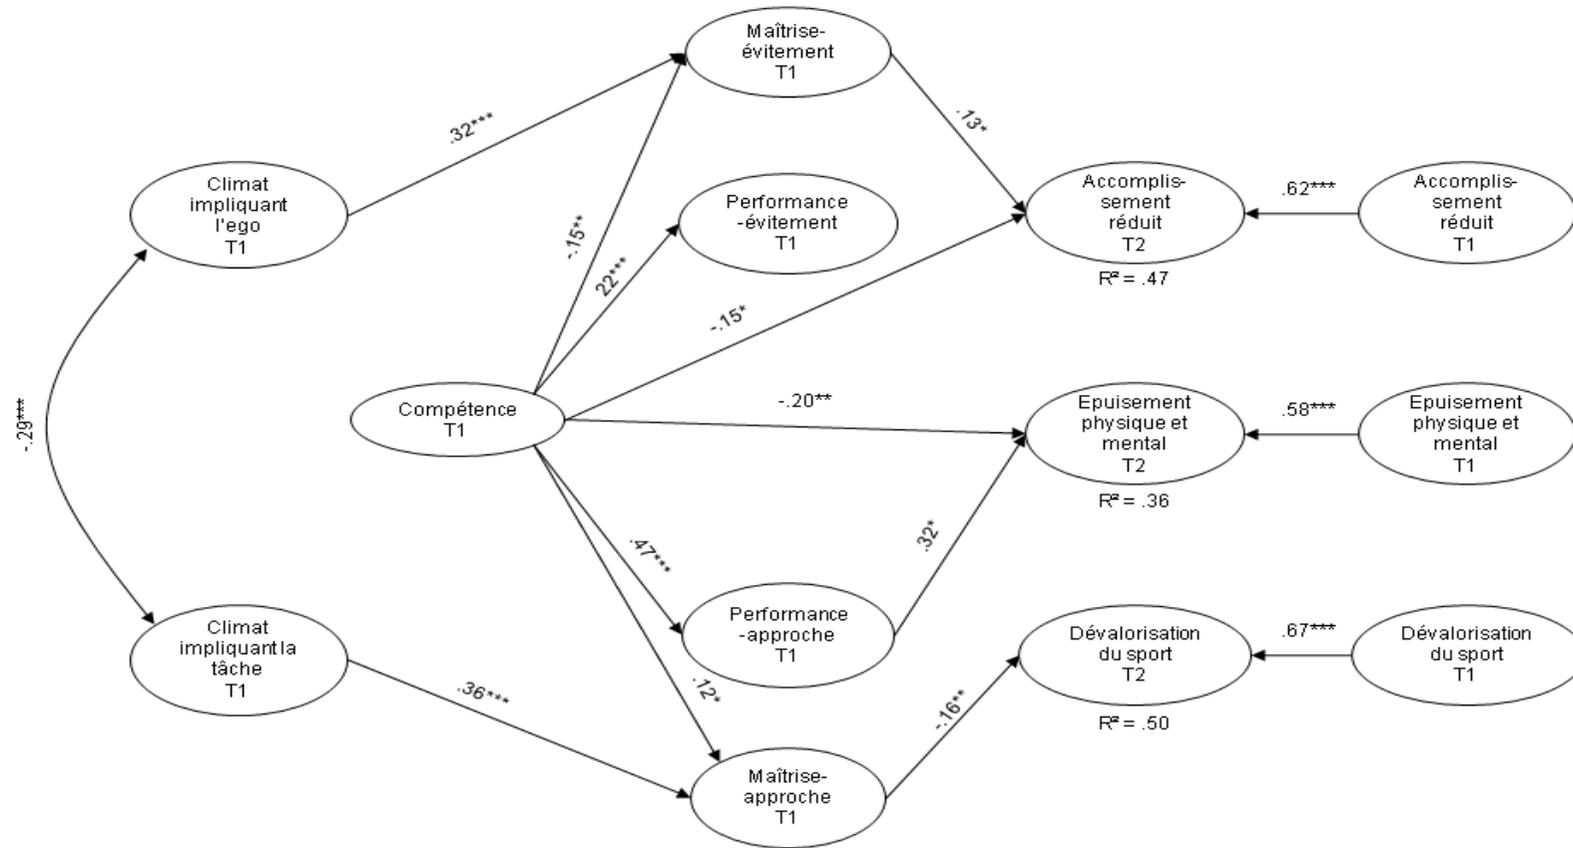 Maîtrise-
évitement
T1
.32***
.13*
Climat
impliquant
l'ego
T1
Performance
-évitement
T1
Accomplis-
sement
réduit
T2
.62***
Accomplis-
sement
réduit
T1
-.15**
22***
R² = .47
-.15*
-.29***
Compétence
T1
-.20**
Epuisement
physique et
mental
T2
.58***
Epuisement
physique et
mental
T1
R² = .36
.47***
.32*
Climat
impliquant la
tâche
T1
Performance
-approche
T1
Dévalorisation
du sport
T2
.67***
Dévalorisation
du sport
T1
.36***
.12*
-.16**
R² = .50
Maîtrise-
approche
T1